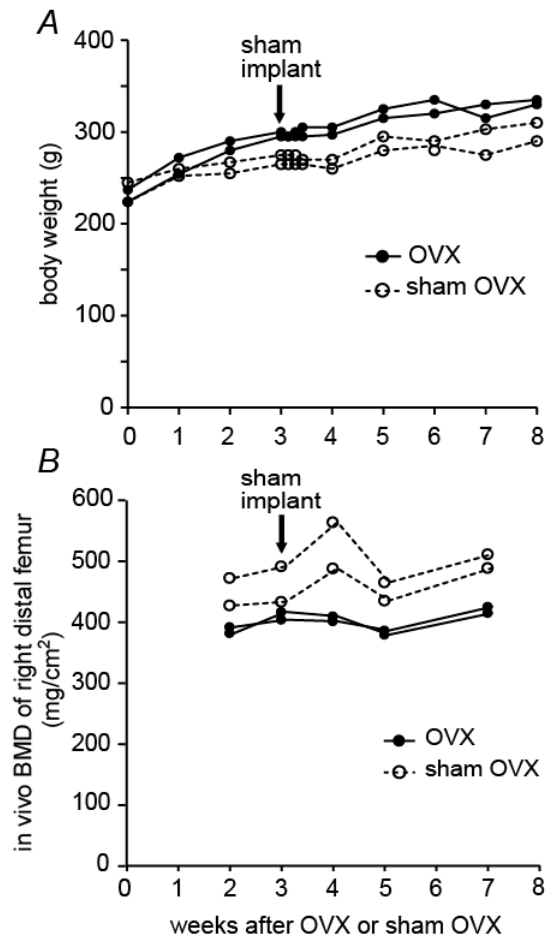 A
sham
implant
400
300
200
100
0
body weight (g)
OVX
sham OVX
0 1 2 3 4 5 6 7 8
B
sham
implant
600
500
400
300
200
100
0
in vivo BMD of right distal femur
(mg/cm²)
OVX
sham OVX
0 1 2 3 4 5 6 7 8
weeks after OVX or sham OVX